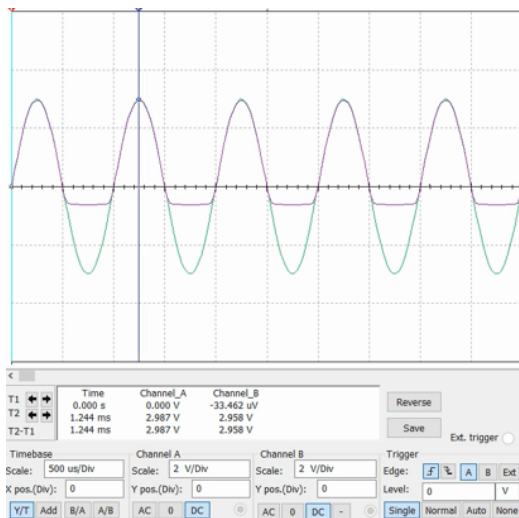 Time Channel_A Channel_B
T1 0.000 s 0.000 V -33.462 uV
T2 1.244 ms 2.987 V 2.958 V
T2-T1 1.244 ms 2.987 V 2.958 V
Reverse
Save
Ext. trigger
Timebase
Scale: 500 us/Div
X pos.(Div): 0
Y/T Add B/A A/B
Channel A
Scale: 2 V/Div
Y pos.(Div): 0
AC 0 DC
Channel B
Scale: 2 V/Div
Y pos.(Div): 0
AC 0 DC -
Trigger
Edge: A B Ext
Level: 0 V
Single Normal Auto None